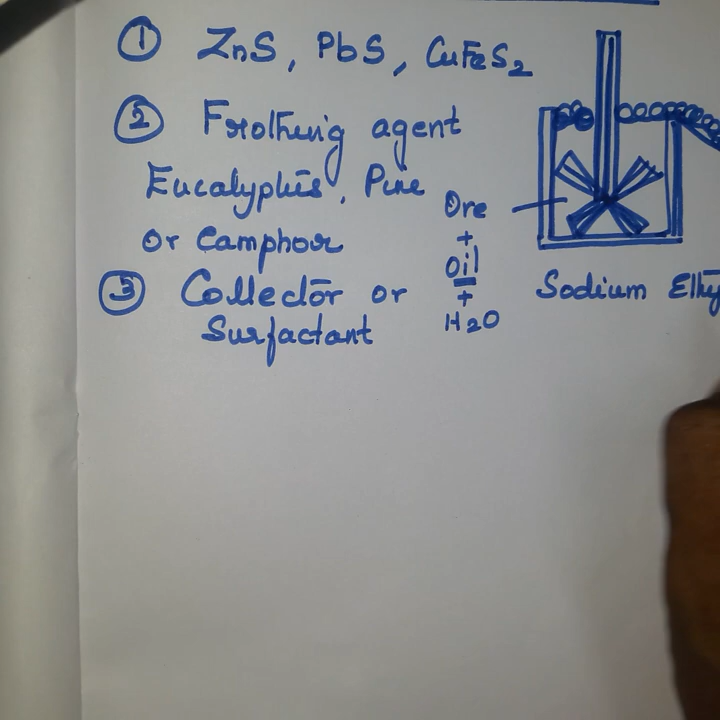 ① ZnS, PbS, CuFeS2
② Frothing agent
Eucalyptus, Pine
or Camphor
③ Collector or
Surfactant
Ore
+
Oil
+
H2O
Sodium Ethy